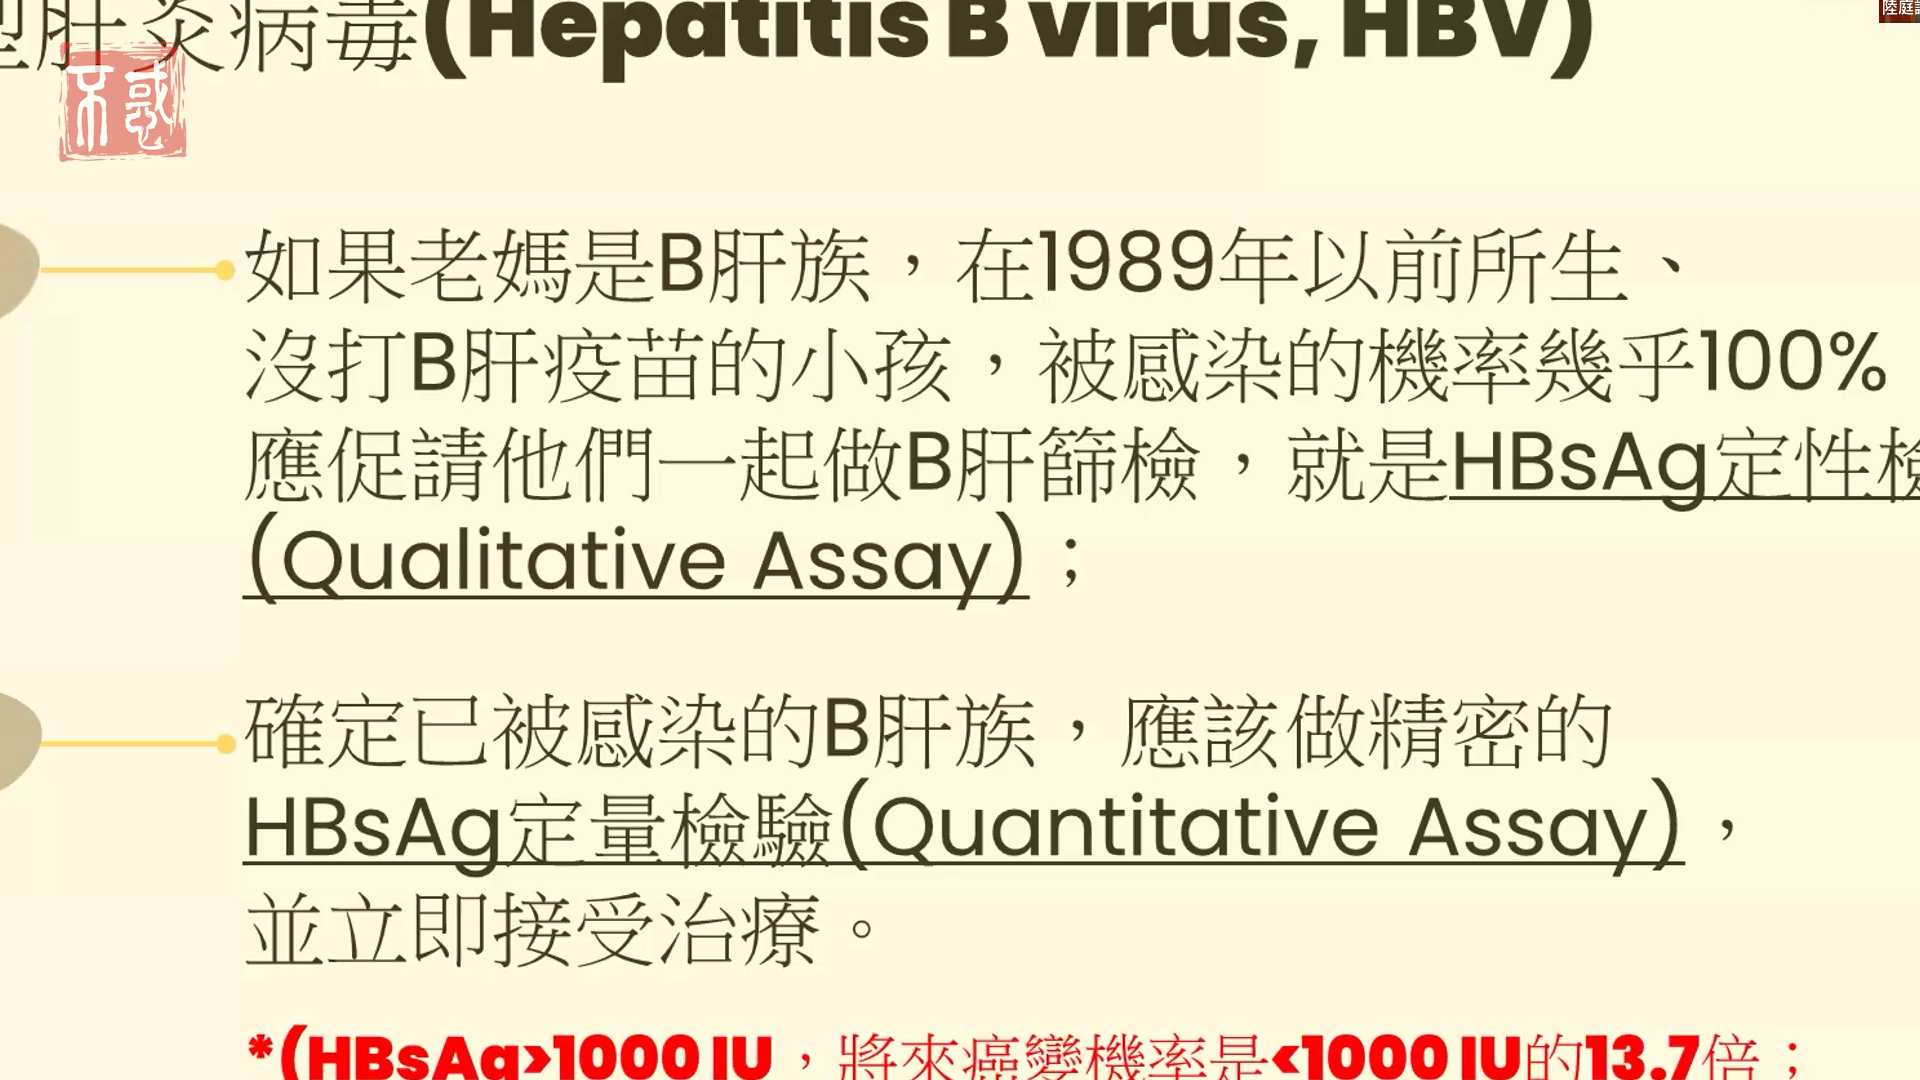 型肝炎病毒(Hepatitis B virus, HBV)
不惑
陸庭
如果老媽是B肝族，在1989年以前所生、
沒打B肝疫苗的小孩，被感染的機率幾乎100%
應促請他們一起做B肝篩檢，就是HBsAg定性檢
(Qualitative Assay)；
確定已被感染的B肝族，應該做精密的
HBsAg定量檢驗(Quantitative Assay)，
並立即接受治療。
*(HBsAg>1000 IU，將來癌變機率是<1000 IU的13.7倍；